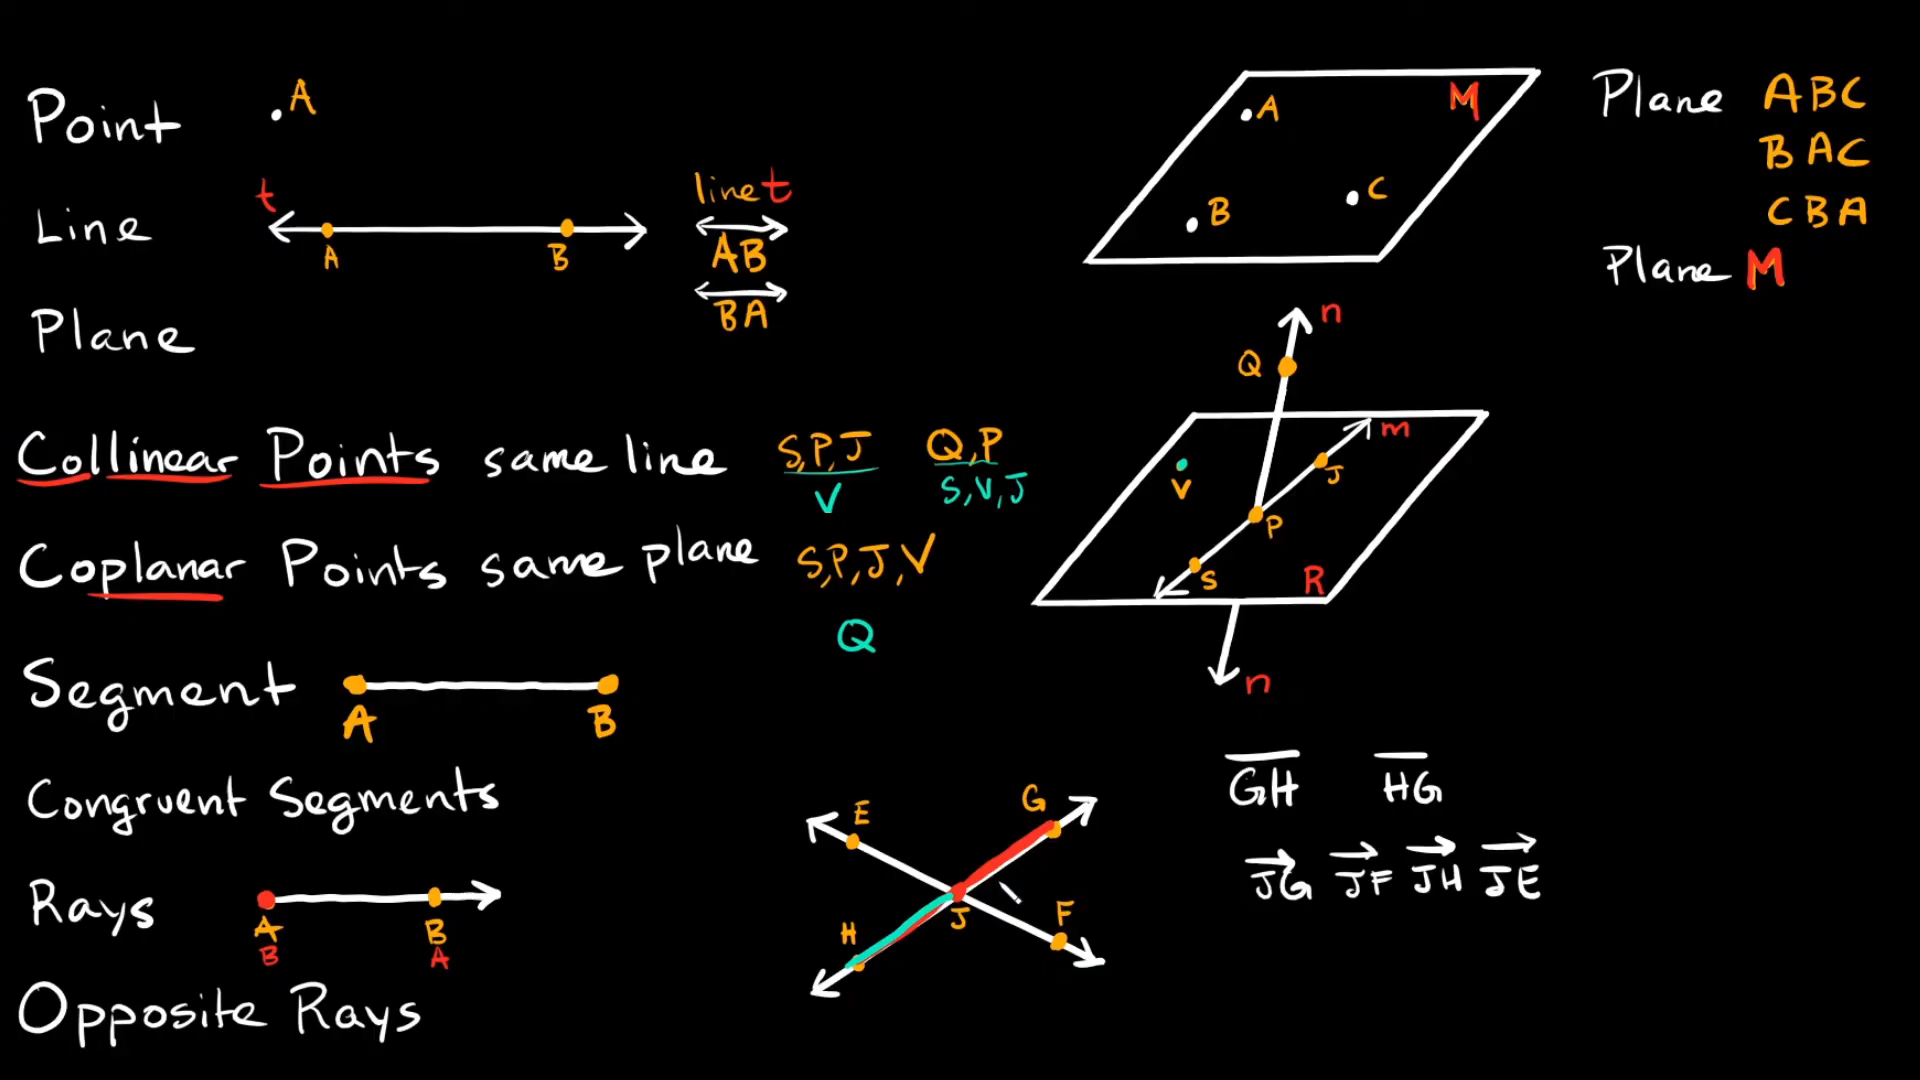 Point
A
t
Line
A
B
line t
AB
BA
Plane
A
M
B
C
Plane ABC
BAC
CBA
Plane M
Collinear Points same line S,P,J Q,P
V S,V,J
Coplanar Points same plane S,P,J,V
Q
n
Q
m
J
V
P
S
R
n
Segment
A
B
Congruent Segments
Rays
A
B
B
A
Opposite Rays
E
G
H
J
F
GH HG
JG JF JH JE